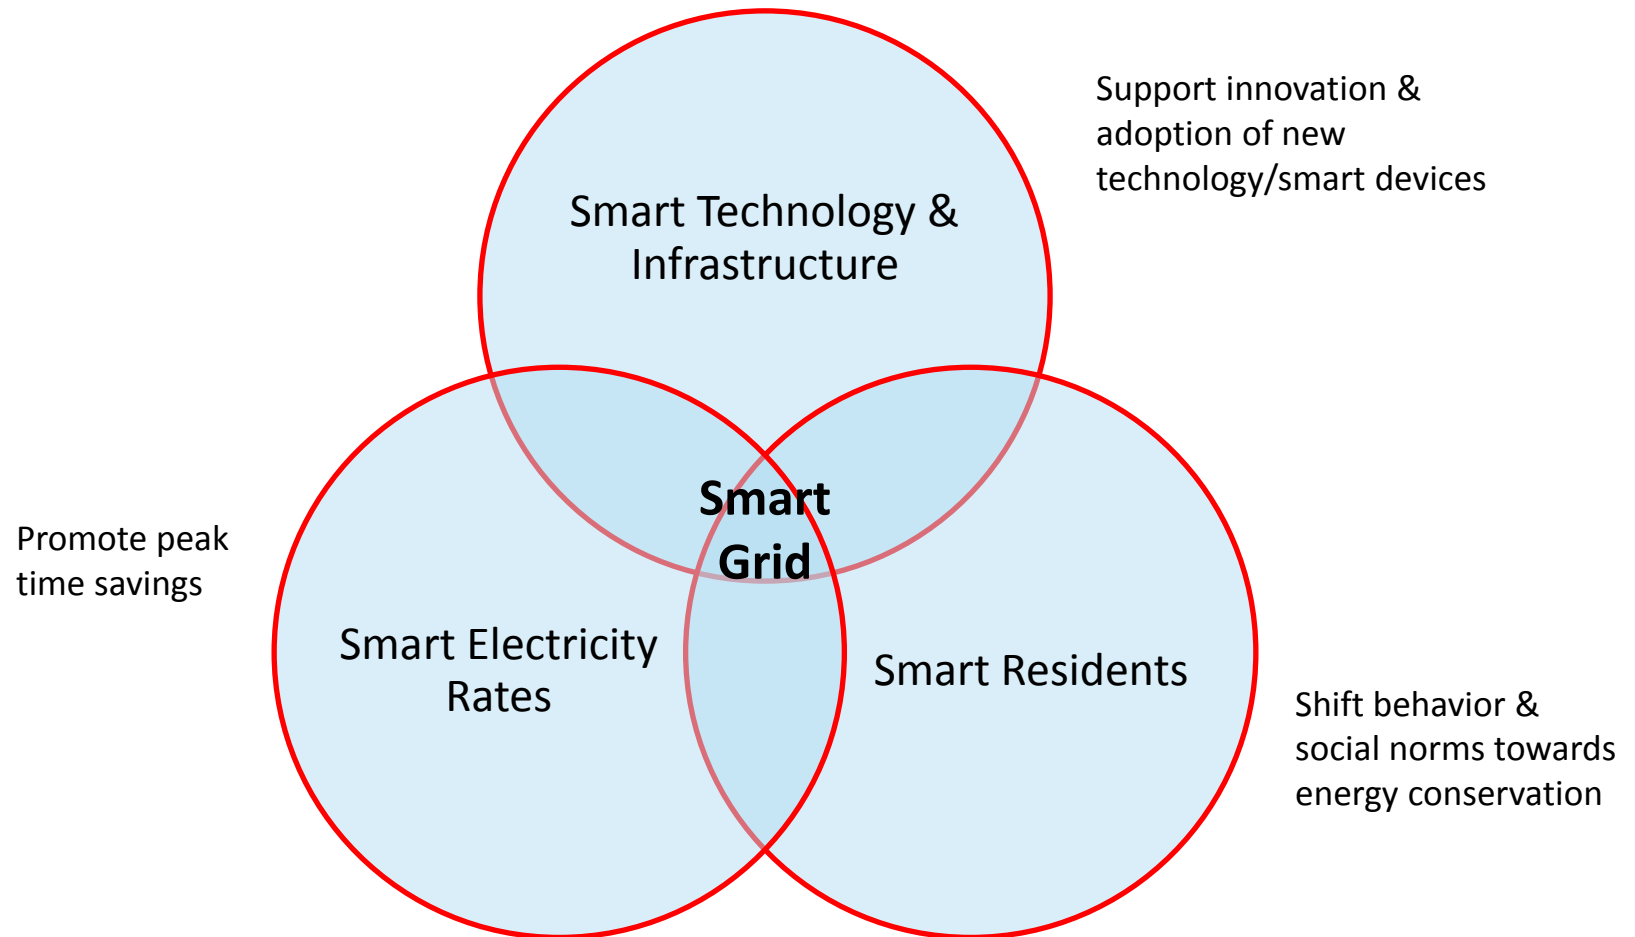 Support innovation &
adoption of new
technology/smart devices
Smart Technology &
Infrastructure
Smart
Grid
Promote peak
time savings
Smart Electricity
Rates
Smart Residents
Shift behavior &
social norms towards
energy conservation